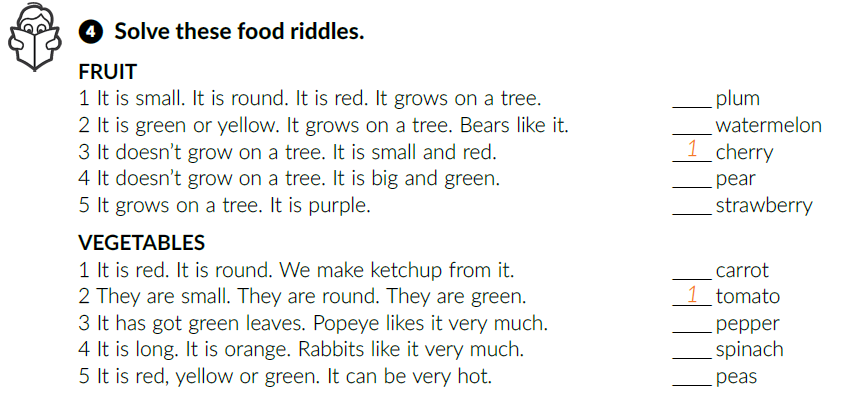 4 Solve these food riddles.
FRUIT
1 It is small. It is round. It is red. It grows on a tree. ____ plum
2 It is green or yellow. It grows on a tree. Bears like it. ____ watermelon
3 It doesn't grow on a tree. It is small and red. 1 cherry
4 It doesn't grow on a tree. It is big and green. ____ pear
5 It grows on a tree. It is purple. ____ strawberry
VEGETABLES
1 It is red. It is round. We make ketchup from it. ____ carrot
2 They are small. They are round. They are green. 1 tomato
3 It has got green leaves. Popeye likes it very much. ____ pepper
4 It is long. It is orange. Rabbits like it very much. ____ spinach
5 It is red, yellow or green. It can be very hot. ____ peas